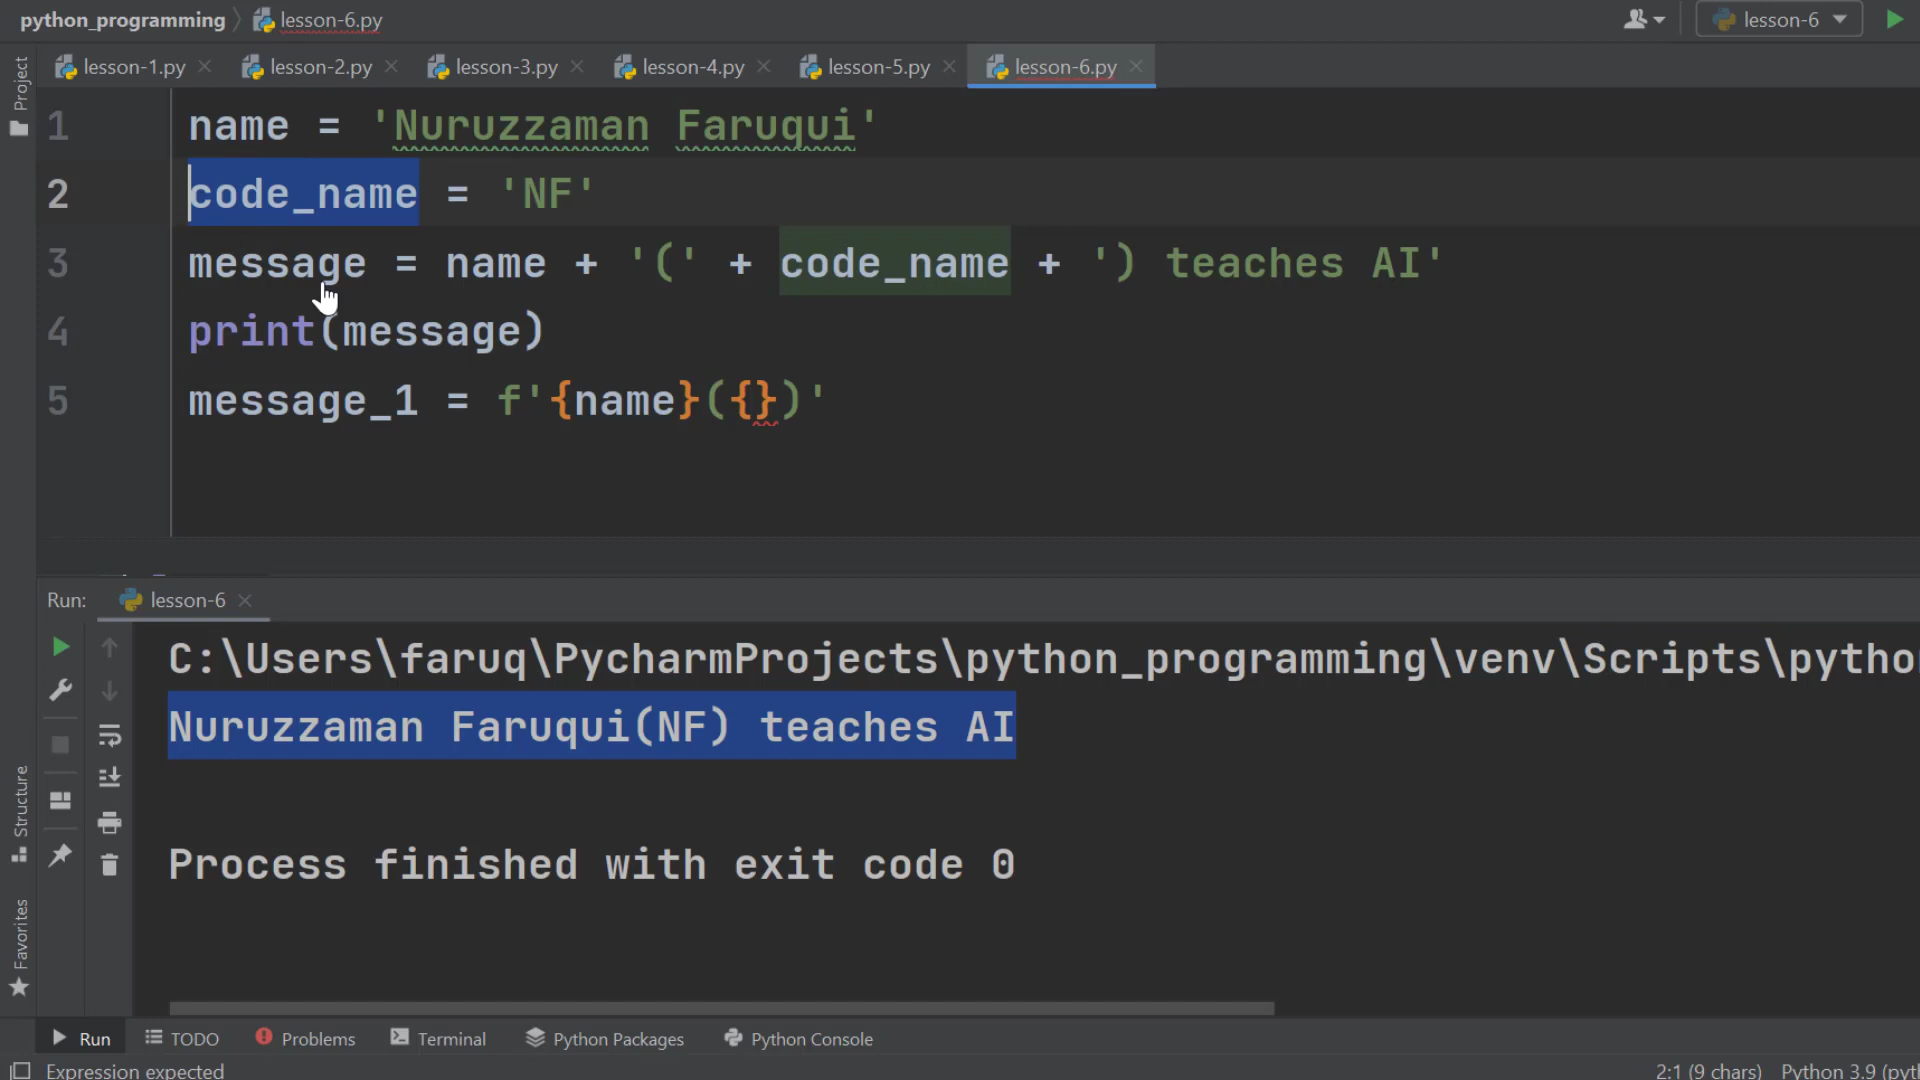 python_programming lesson-6.py lesson-6
Project
lesson-1.py lesson-2.py lesson-3.py lesson-4.py lesson-5.py lesson-6.py
1 name = 'Nuruzzaman Faruqui'
2 code_name = 'NF'
3 message = name + '(' + code_name + ') teaches AI'
4 print(message)
5 message_1 = f'{name}({})'
Run: lesson-6
C:\Users\faruq\PycharmProjects\python_programming\venv\Scripts\pytho
Nuruzzaman Faruqui(NF) teaches AI
Process finished with exit code 0
Structure
Favorites
Run TODO Problems Terminal Python Packages Python Console
Expression expected 2:1 (9 chars) Python 3.9 (pyt